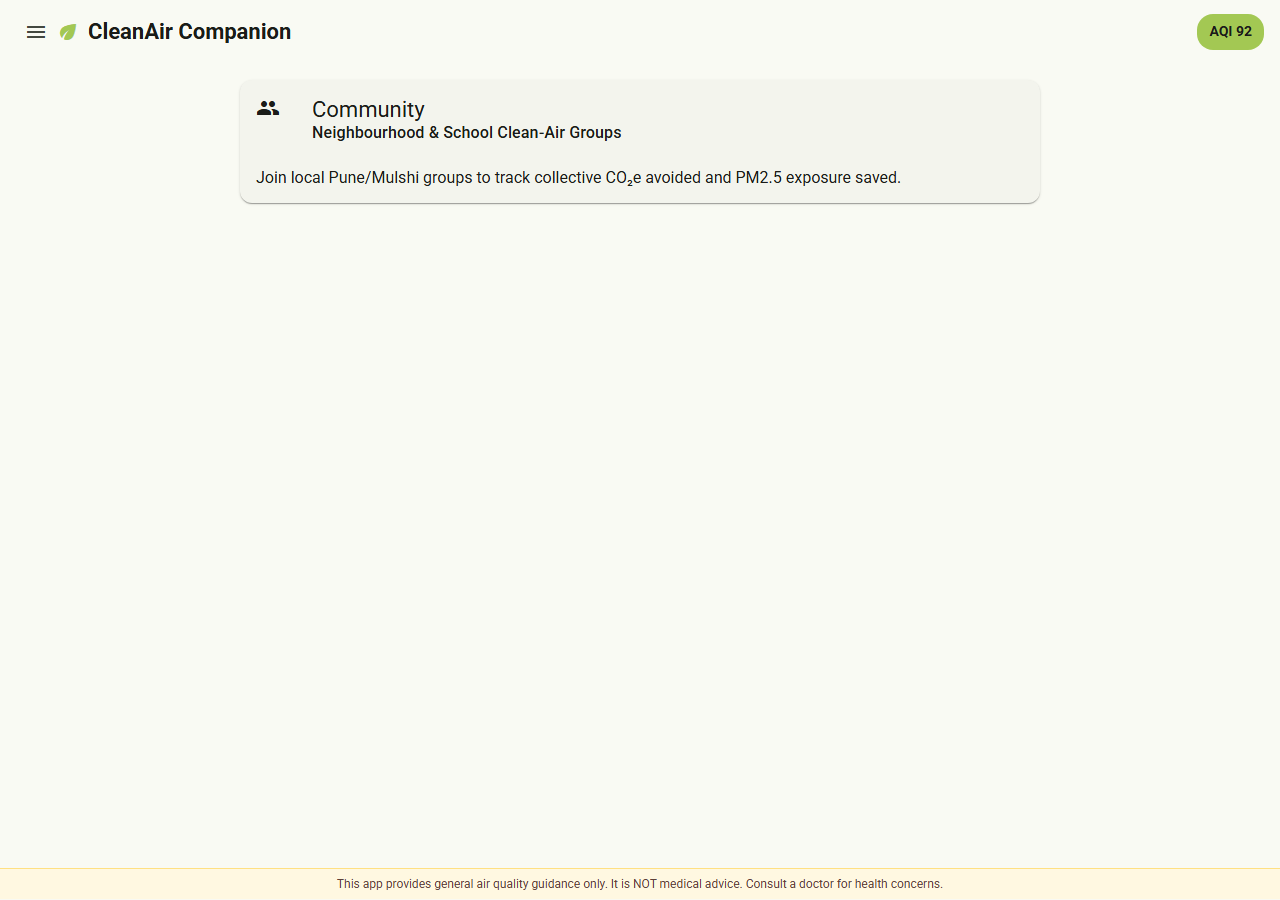 CleanAir Companion
AQI 92
Community
Neighbourhood & School Clean-Air Groups
Join local Pune/Mulshi groups to track collective CO₂e avoided and PM2.5 exposure saved.
This app provides general air quality guidance only. It is NOT medical advice. Consult a doctor for health concerns.